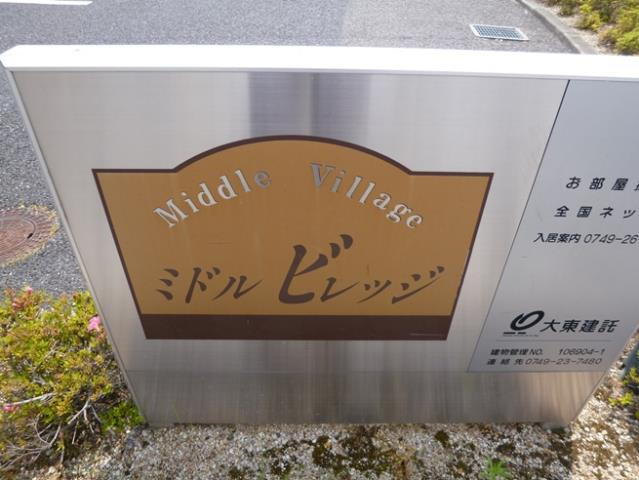 Middle Village
ミドル ビレッジ
お部屋
全国ネッ
入居案内 0749-26
大東建託
建物管理NO. 106904-1
連絡先 0749-23-7480